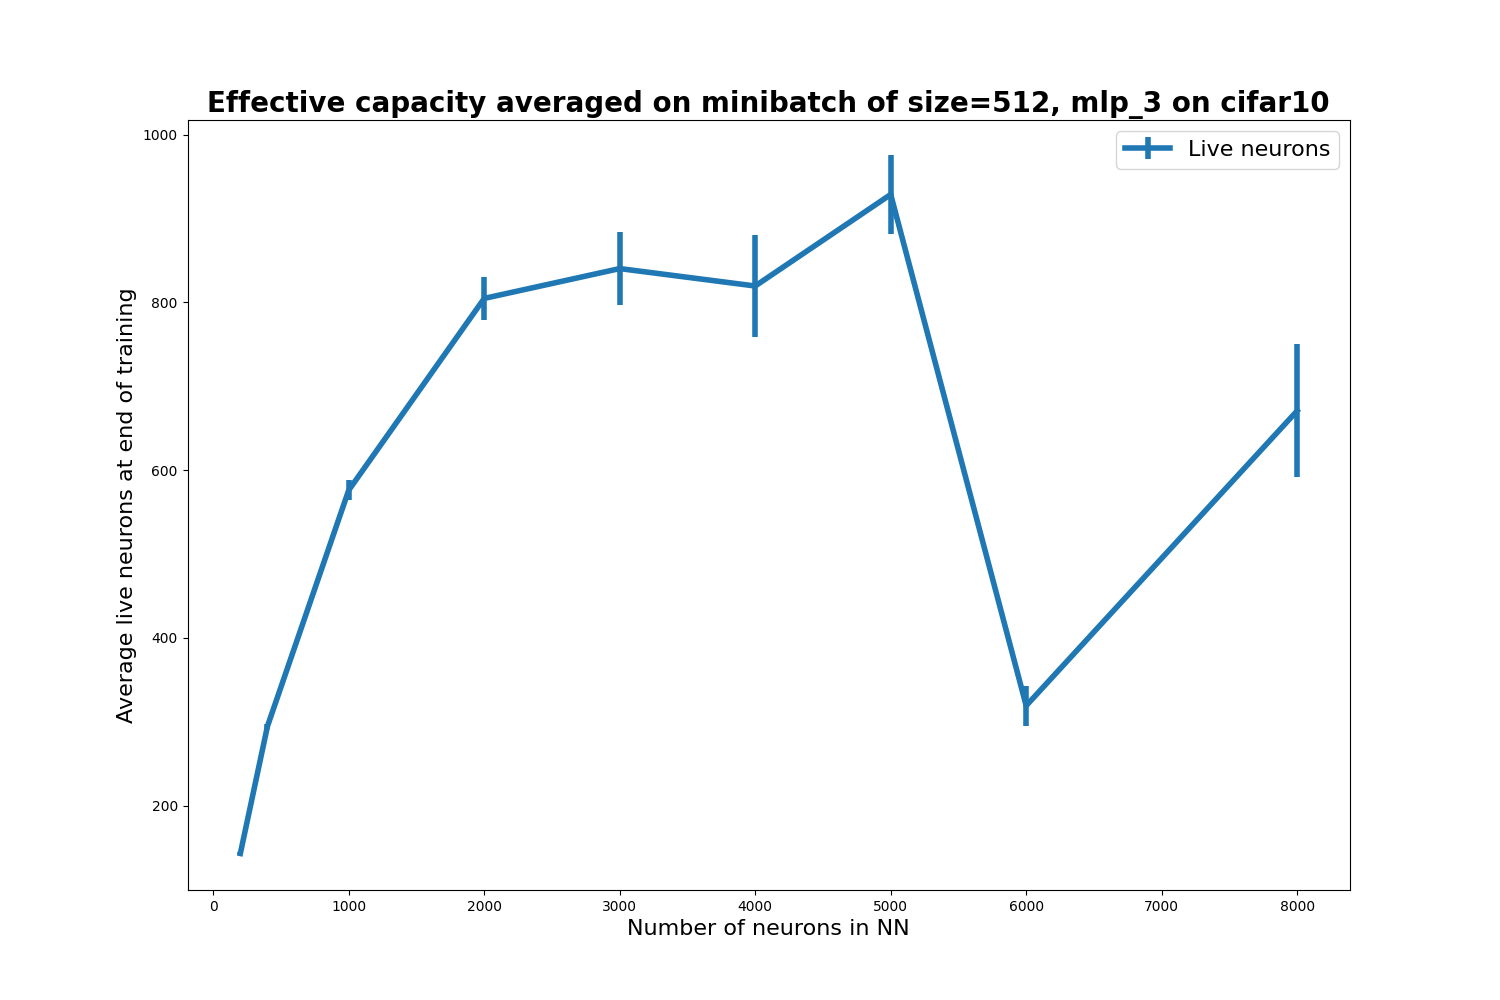 Effective capacity averaged on minibatch of size=512, mlp_3 on cifar10
Live neurons
Average live neurons at end of training
1000
800
600
400
200
0 1000 2000 3000 4000 5000 6000 7000 8000
Number of neurons in NN